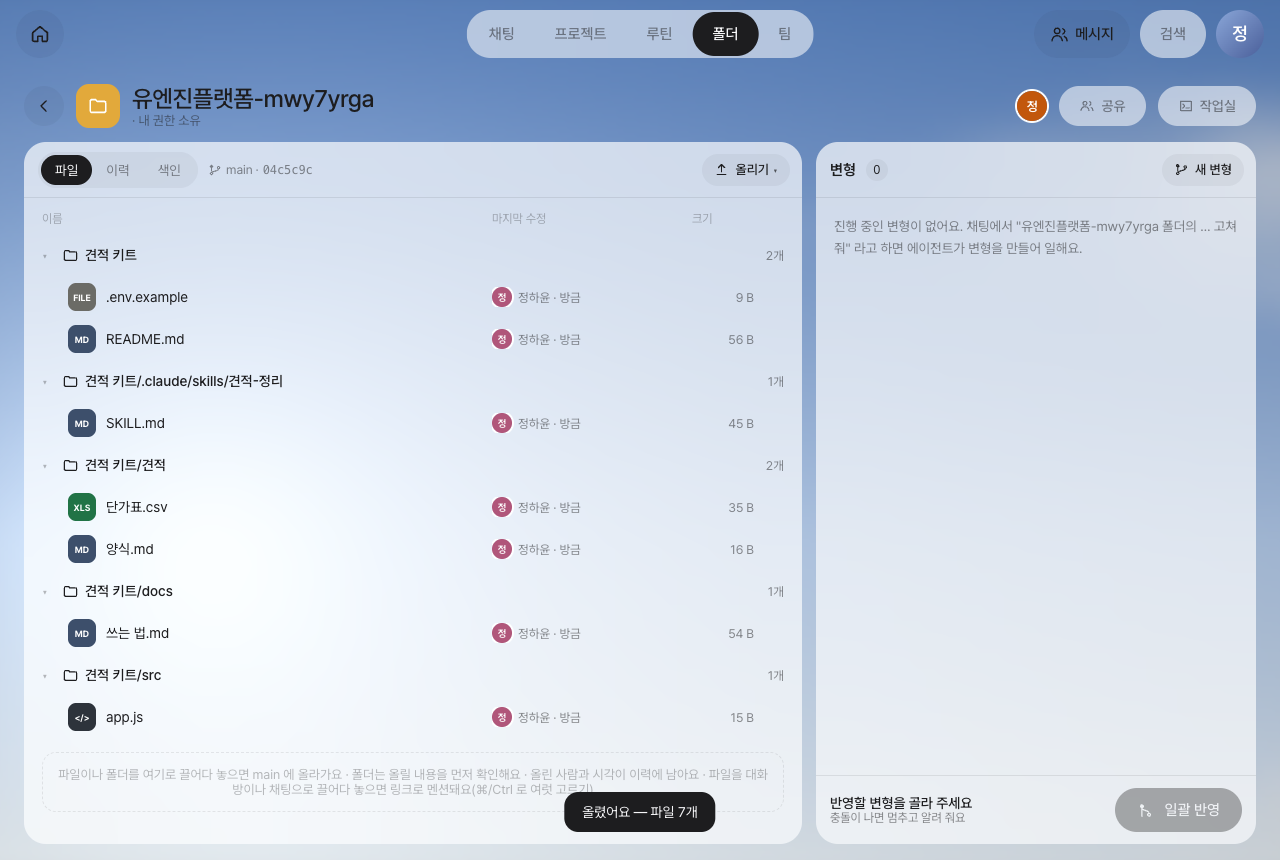 채팅
프로젝트
루틴
폴더
팀
메시지
검색
정
유엔진플랫폼-mwy7yrga
· 내 권한 소유
정
공유
작업실
파일
이력
색인
main · 04c5c9c
올리기
변형
0
새 변형
이름
마지막 수정
크기
진행 중인 변형이 없어요. 채팅에서 "유엔진플랫폼-mwy7yrga 폴더의 ... 고쳐
줘" 라고 하면 에이전트가 변형을 만들어 일해요.
견적 키트
2개
FILE .env.example 정 정하윤 · 방금 9 B
MD README.md 정 정하윤 · 방금 56 B
견적 키트/.claude/skills/견적-정리
1개
MD SKILL.md 정 정하윤 · 방금 45 B
견적 키트/견적
2개
XLS 단가표.csv 정 정하윤 · 방금 35 B
MD 양식.md 정 정하윤 · 방금 16 B
견적 키트/docs
1개
MD 쓰는 법.md 정 정하윤 · 방금 54 B
견적 키트/src
1개
</> app.js 정 정하윤 · 방금 15 B
파일이나 폴더를 여기로 끌어다 놓으면 main 에 올라가요 · 폴더는 올릴 내용을 먼저 확인해요 · 올린 사람과 시각이 이력에 남아요 · 파일을 대화
방이나 채팅으로 끌어다 놓으면 링크로 멘션돼요(⌘/Ctrl 로 여럿 고르기)
올렸어요 — 파일 7개
반영할 변형을 골라 주세요
충돌이 나면 멈추고 알려 줘요
일괄 반영